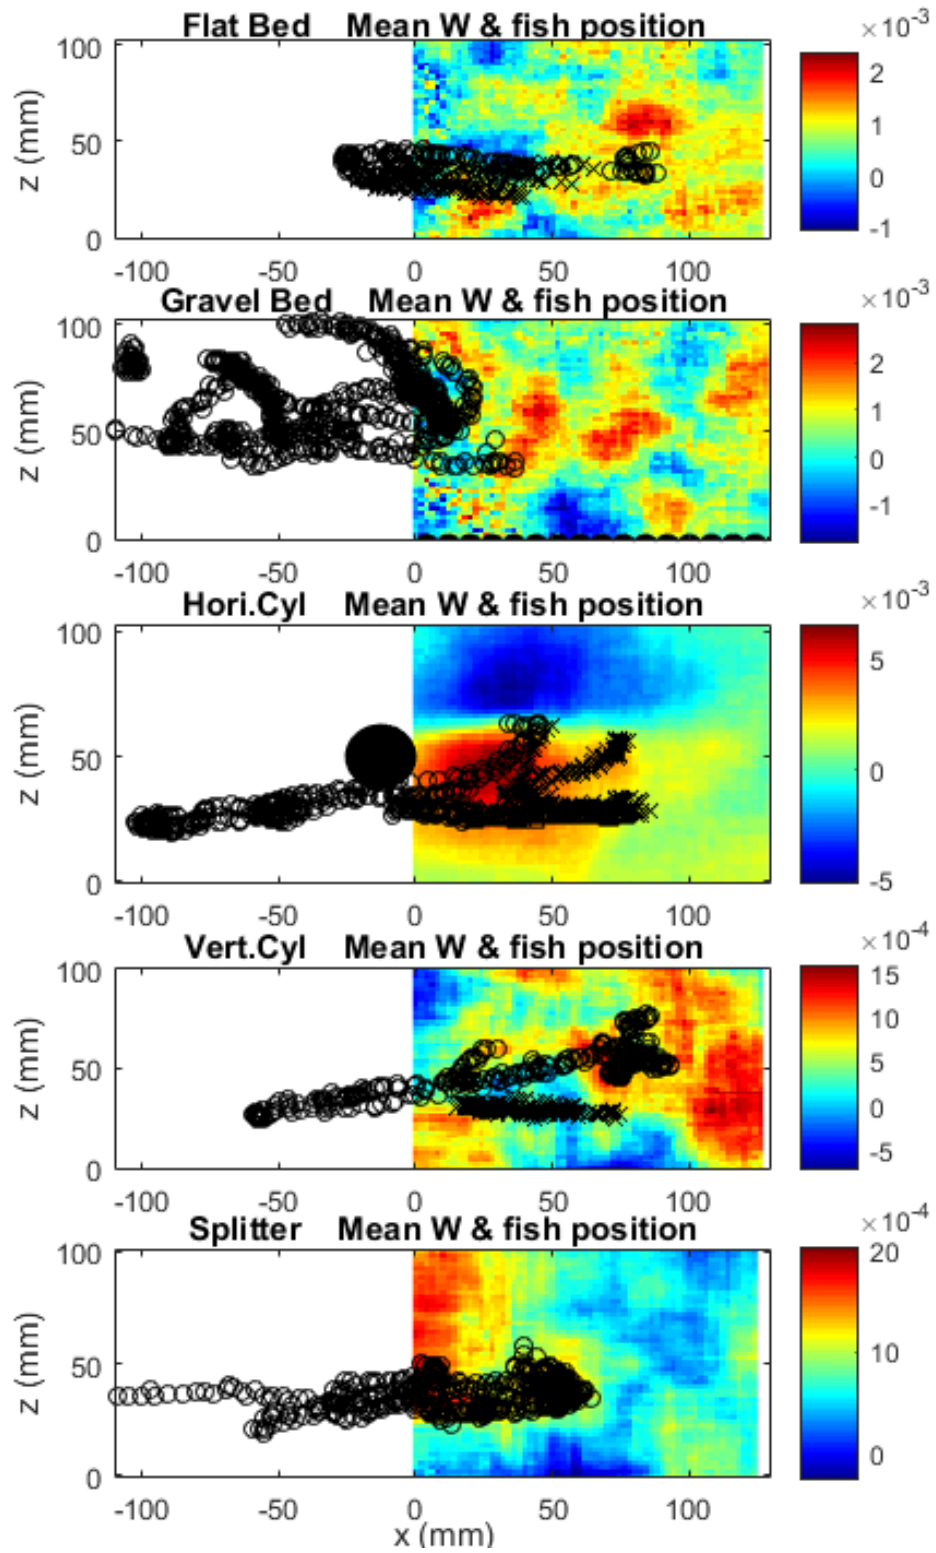 Flat Bed Mean W & fish position
×10-3
100
50
0
z (mm)
-100 -50 0 50 100
2
1
0
-1
Gravel Bed Mean W & fish position
×10-3
100
50
0
z (mm)
-100 -50 0 50 100
2
1
0
-1
Hori.Cyl Mean W & fish position
×10-3
100
50
0
z (mm)
-100 -50 0 50 100
5
0
-5
Vert.Cyl Mean W & fish position
×10-4
100
50
0
z (mm)
-100 -50 0 50 100
15
10
5
0
-5
Splitter Mean W & fish position
×10-4
100
50
0
z (mm)
-100 -50 0 50 100
20
10
0
x (mm)